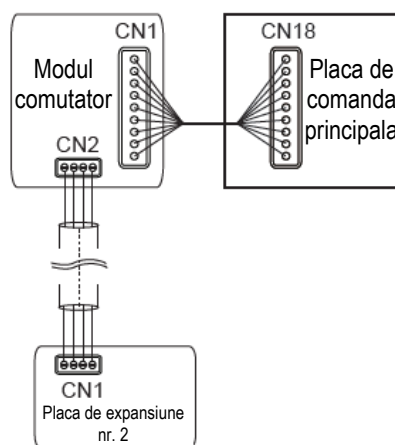 CN1
Modul
comutator
CN2
CN18
Placa de
comanda
principala
CN1
Placa de expansiune
nr. 2